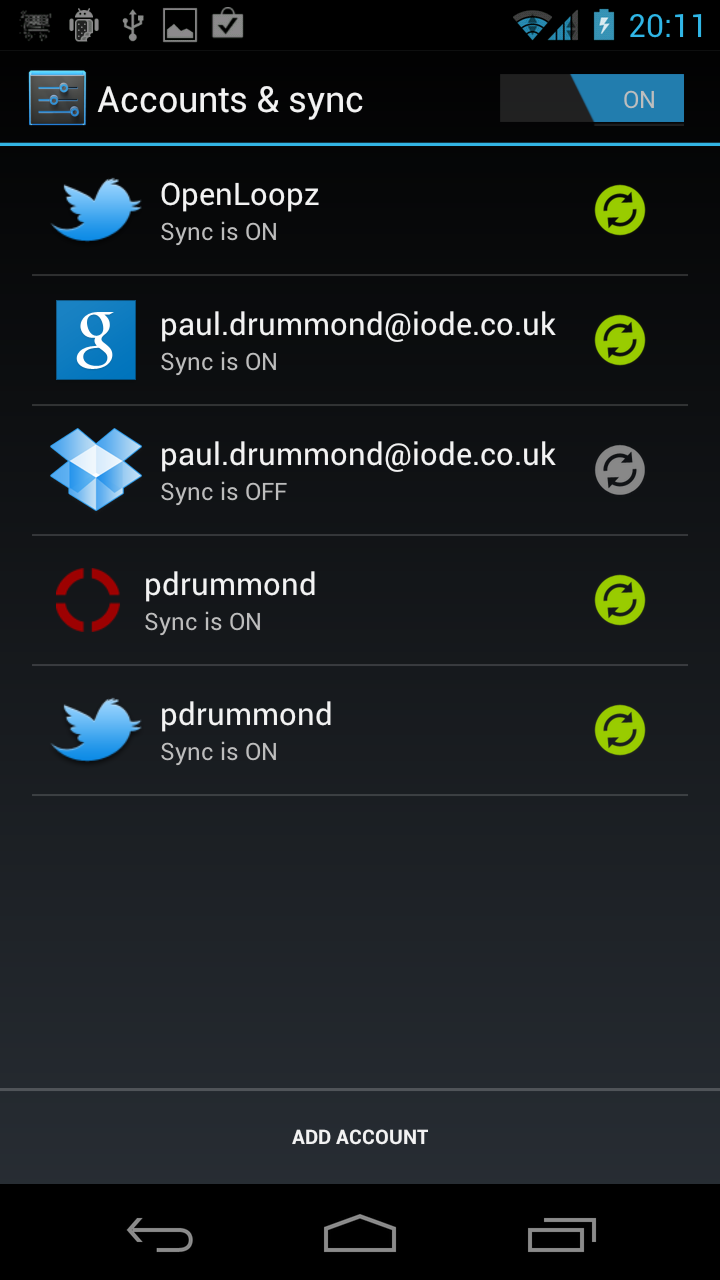 20:11
Accounts & sync
ON
OpenLoopz
Sync is ON
g
paul.drummond@iode.co.uk
Sync is ON
paul.drummond@iode.co.uk
Sync is OFF
pdrummond
Sync is ON
pdrummond
Sync is ON
ADD ACCOUNT